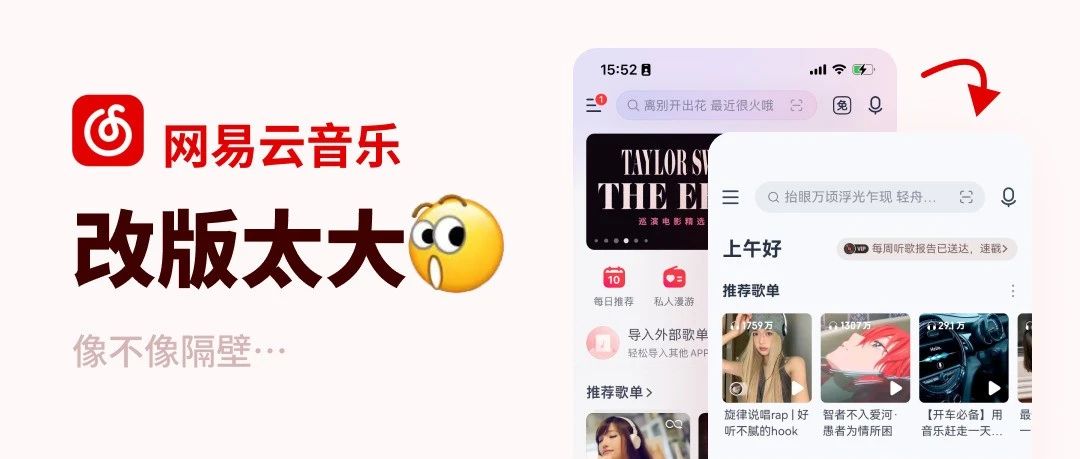 网易云音乐
改版太大
像不像隔壁…
15:52
1
离别开出花 最近很火哦
免
TAYLOR SW
THE ER
巡演电影精选
10
每日推荐
私人漫游
导入外部歌单
轻松导入其他 APP
推荐歌单
抬眼万顷浮光乍现 轻舟…
上午好
VIP 每周听歌报告已送达，速戳
推荐歌单
1759万
1307万
29.1万
旋律说唱rap | 好
听不腻的hook
智者不入爱河·
愚者为情所困
【开车必备】用
音乐赶走一天…
最
一